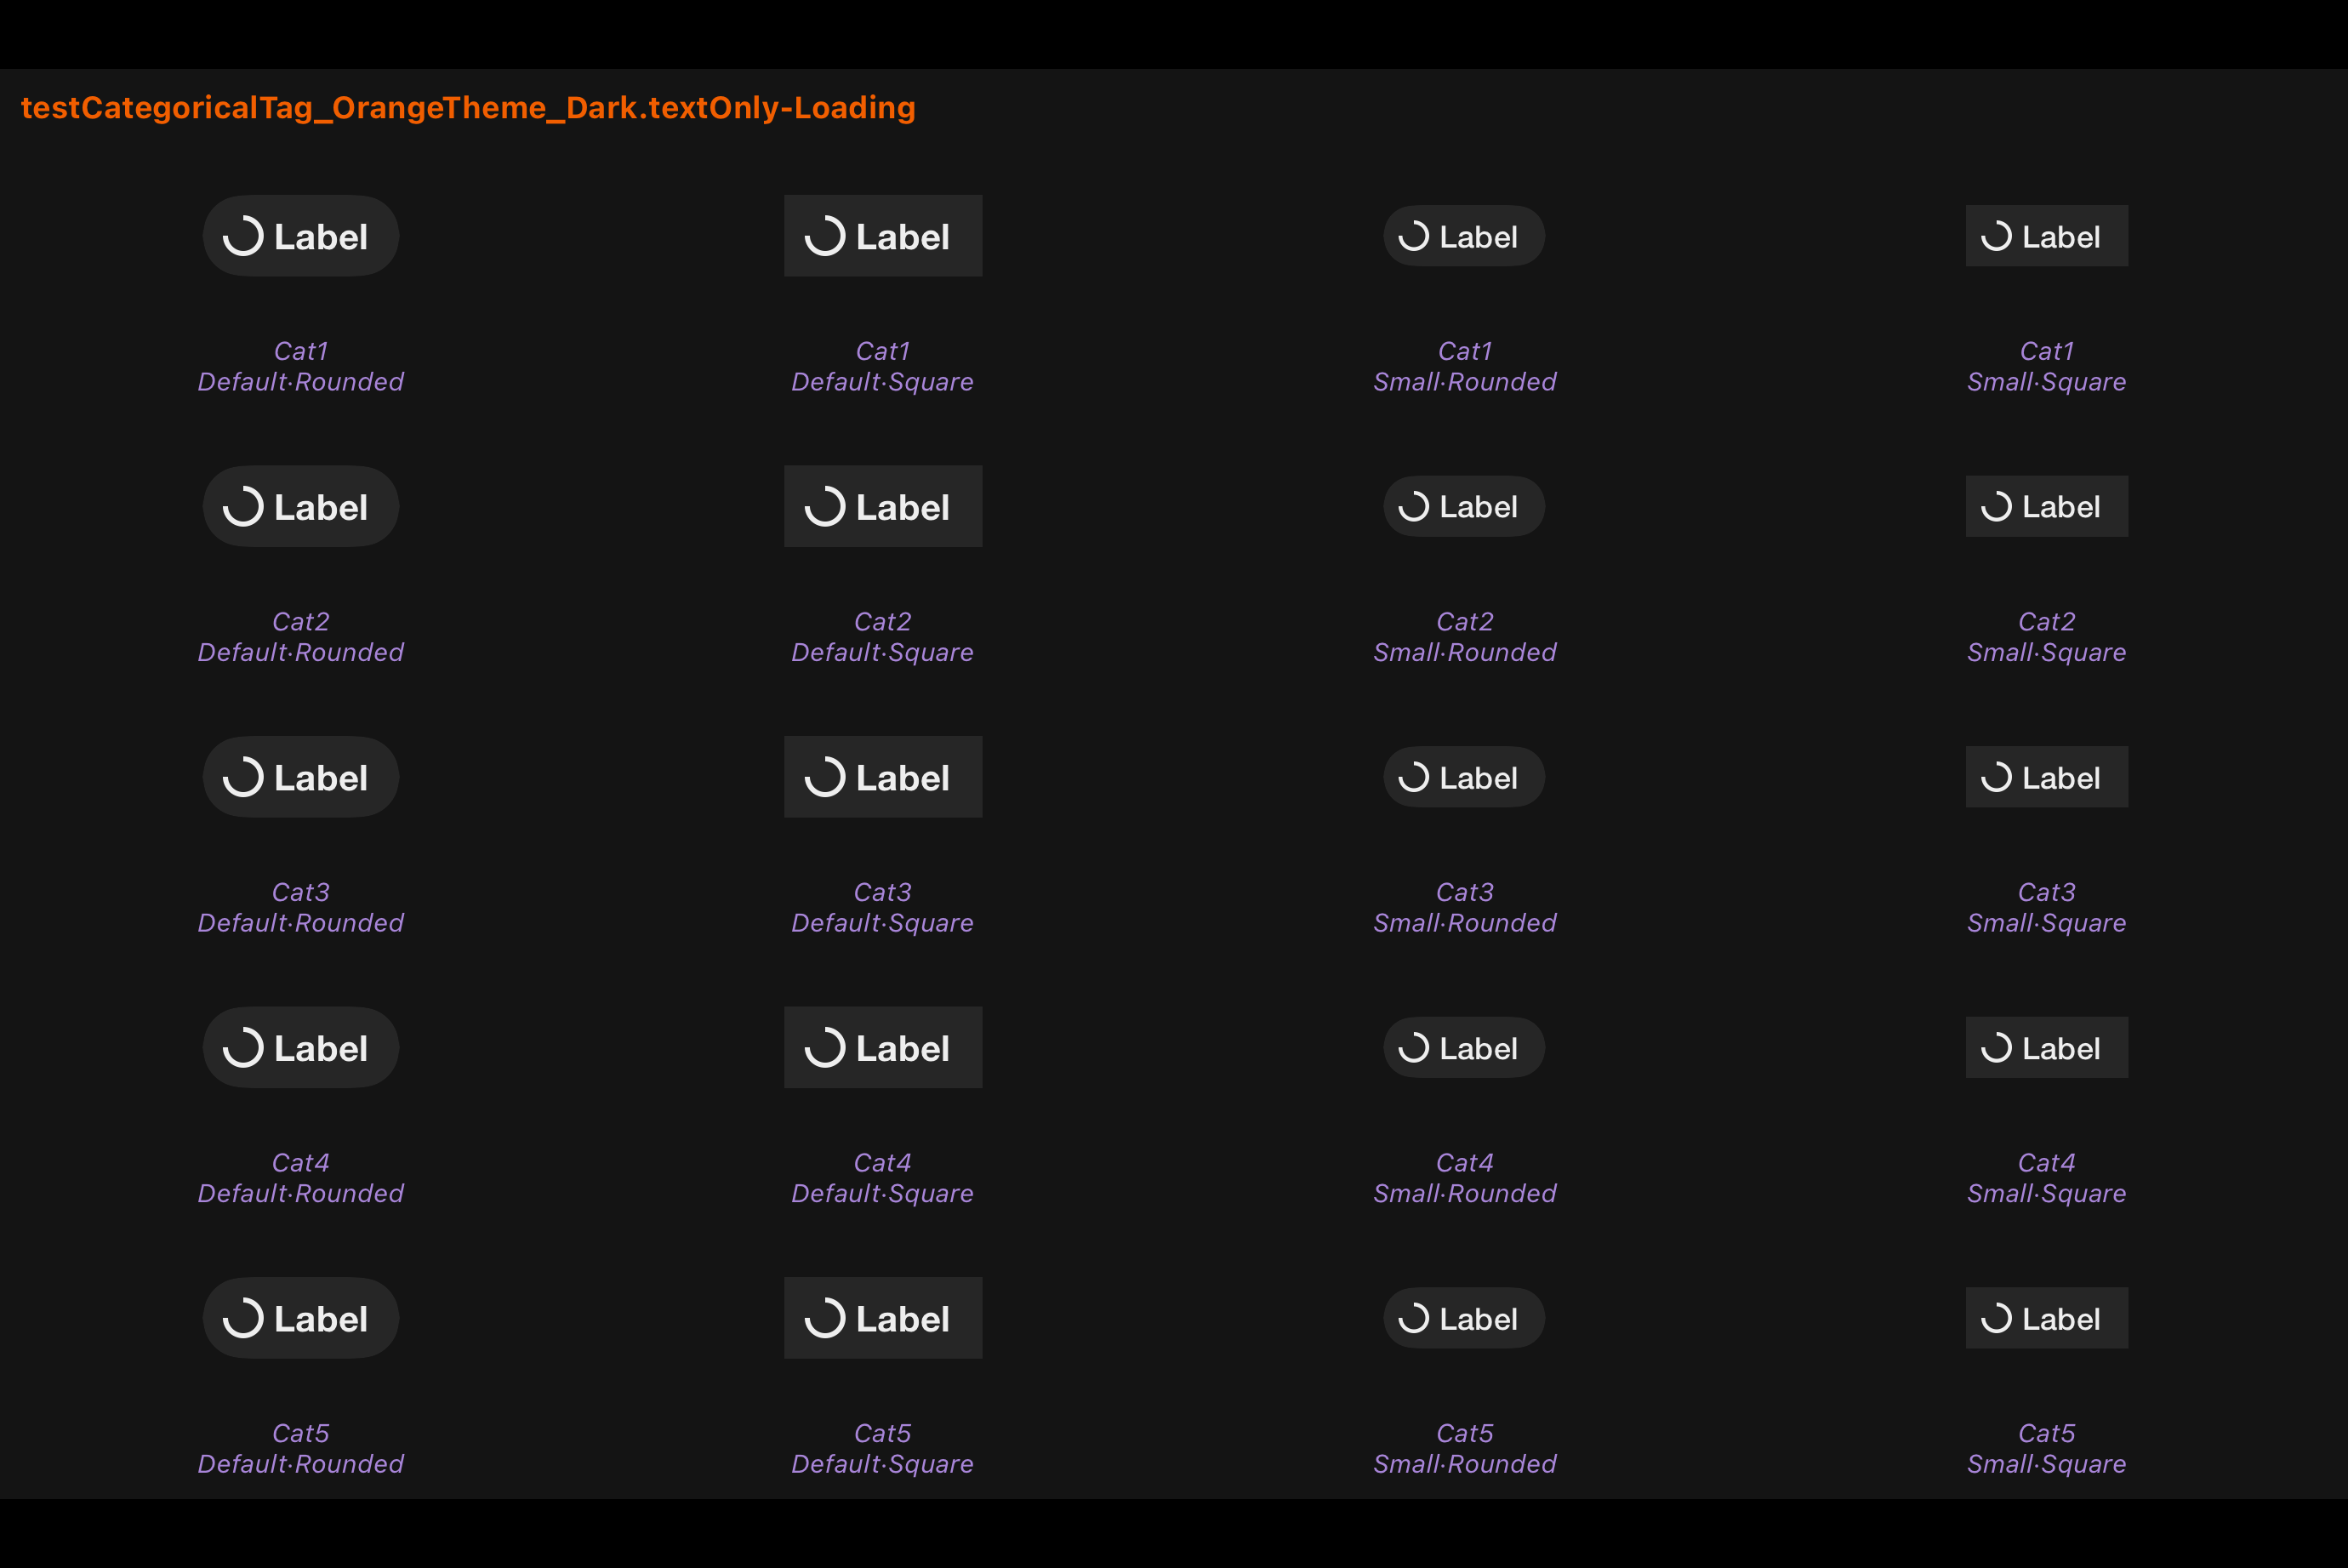 testCategoricalTag_OrangeTheme_Dark.textOnly-Loading
Label Label Label Label
Cat1 Cat1 Cat1 Cat1
Default·Rounded Default·Square Small·Rounded Small·Square
Label Label Label Label
Cat2 Cat2 Cat2 Cat2
Default·Rounded Default·Square Small·Rounded Small·Square
Label Label Label Label
Cat3 Cat3 Cat3 Cat3
Default·Rounded Default·Square Small·Rounded Small·Square
Label Label Label Label
Cat4 Cat4 Cat4 Cat4
Default·Rounded Default·Square Small·Rounded Small·Square
Label Label Label Label
Cat5 Cat5 Cat5 Cat5
Default·Rounded Default·Square Small·Rounded Small·Square